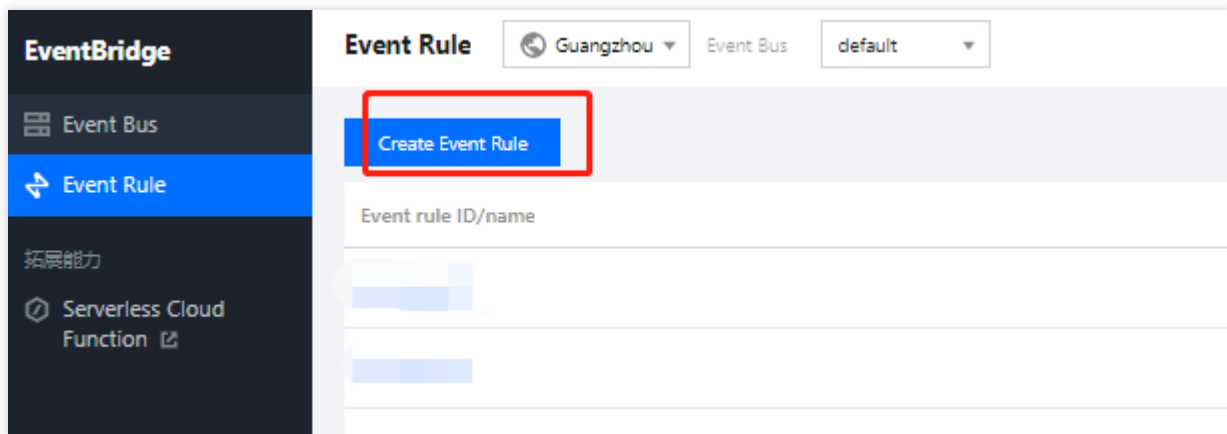 EventBridge
Event Rule
Guangzhou
Event Bus
default
Event Bus
Event Rule
拓展能力
Serverless Cloud
Function
Create Event Rule
Event rule ID/name